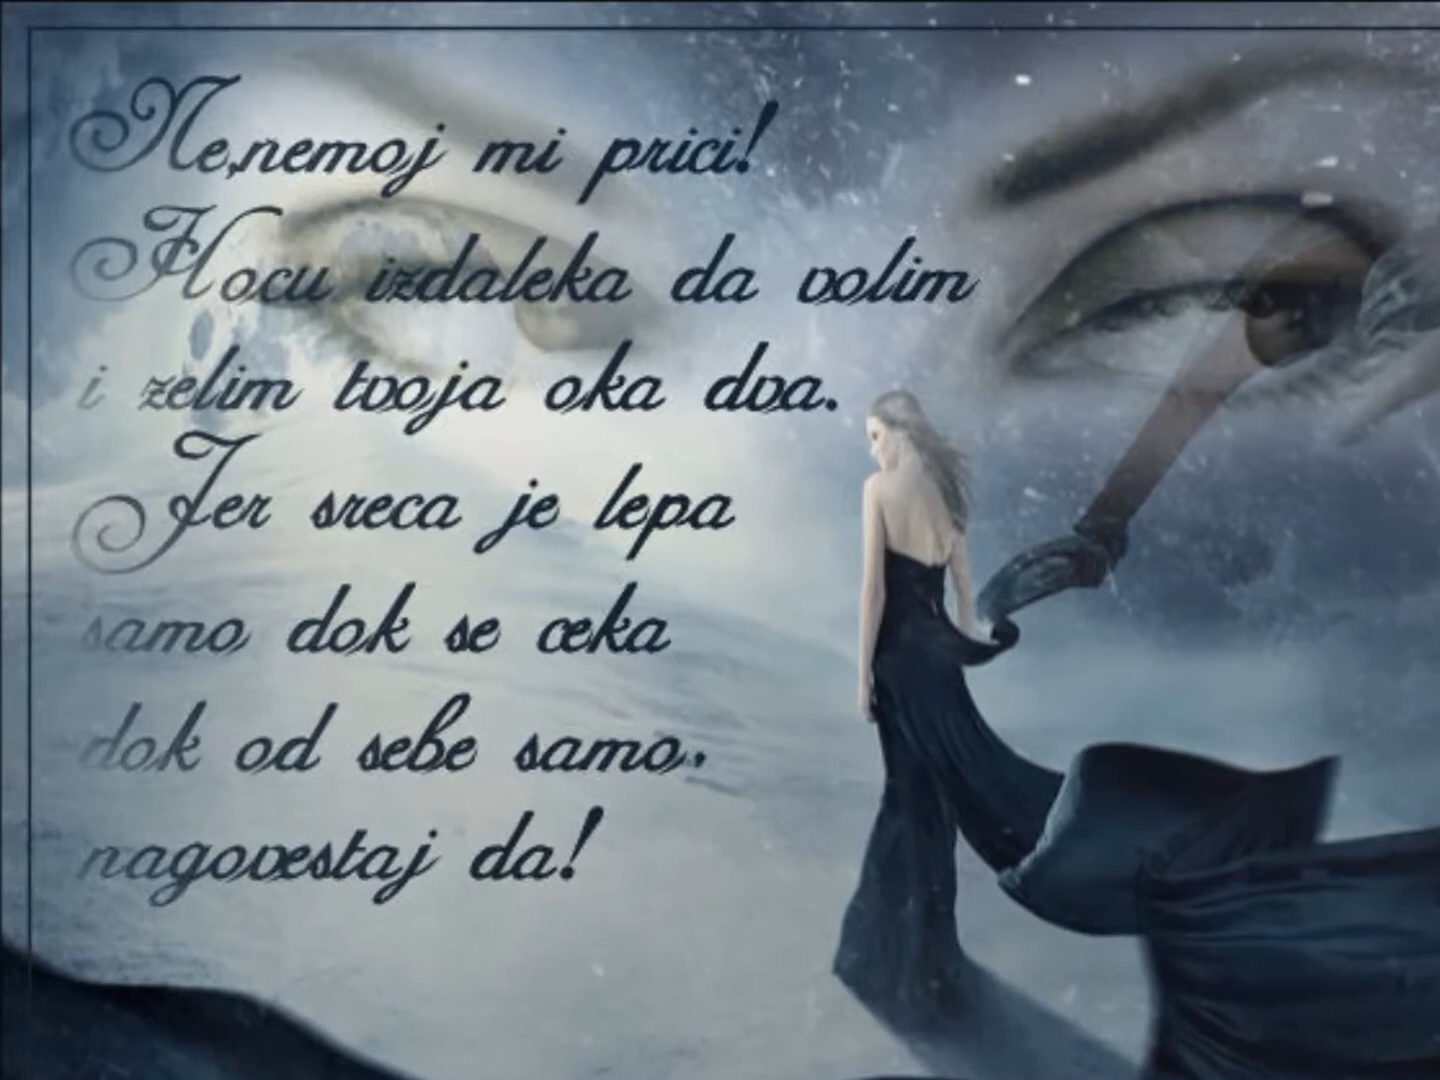 Ne,nemoj mi prici!
Hocu izdaleka da volim
i zelim tvoja oka dva.
Jer sreca je lepa
samo dok se ceka
dok od sebe samo.
nagovestaj da!